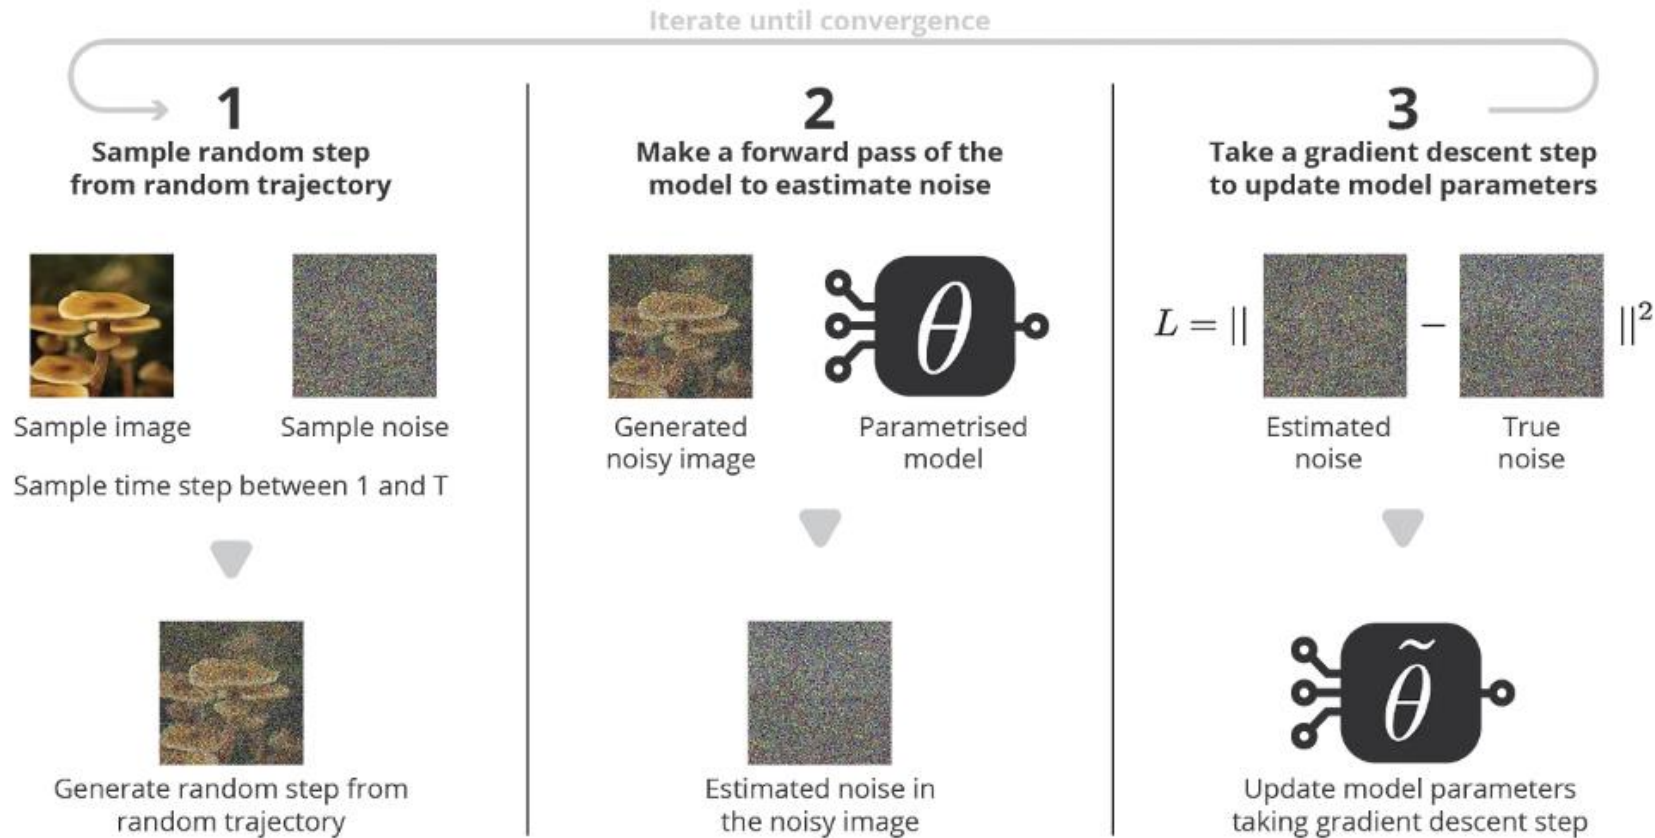 Iterate until convergence
1
Sample random step
from random trajectory
Sample image
Sample noise
Sample time step between 1 and T
Generate random step from
random trajectory
2
Make a forward pass of the
model to eastimate noise
Generated
noisy image
θ
Parametrised
model
Estimated noise in
the noisy image
3
Take a gradient descent step
to update model parameters
L = || − ||²
Estimated
noise
True
noise
θ̃
Update model parameters
taking gradient descent step